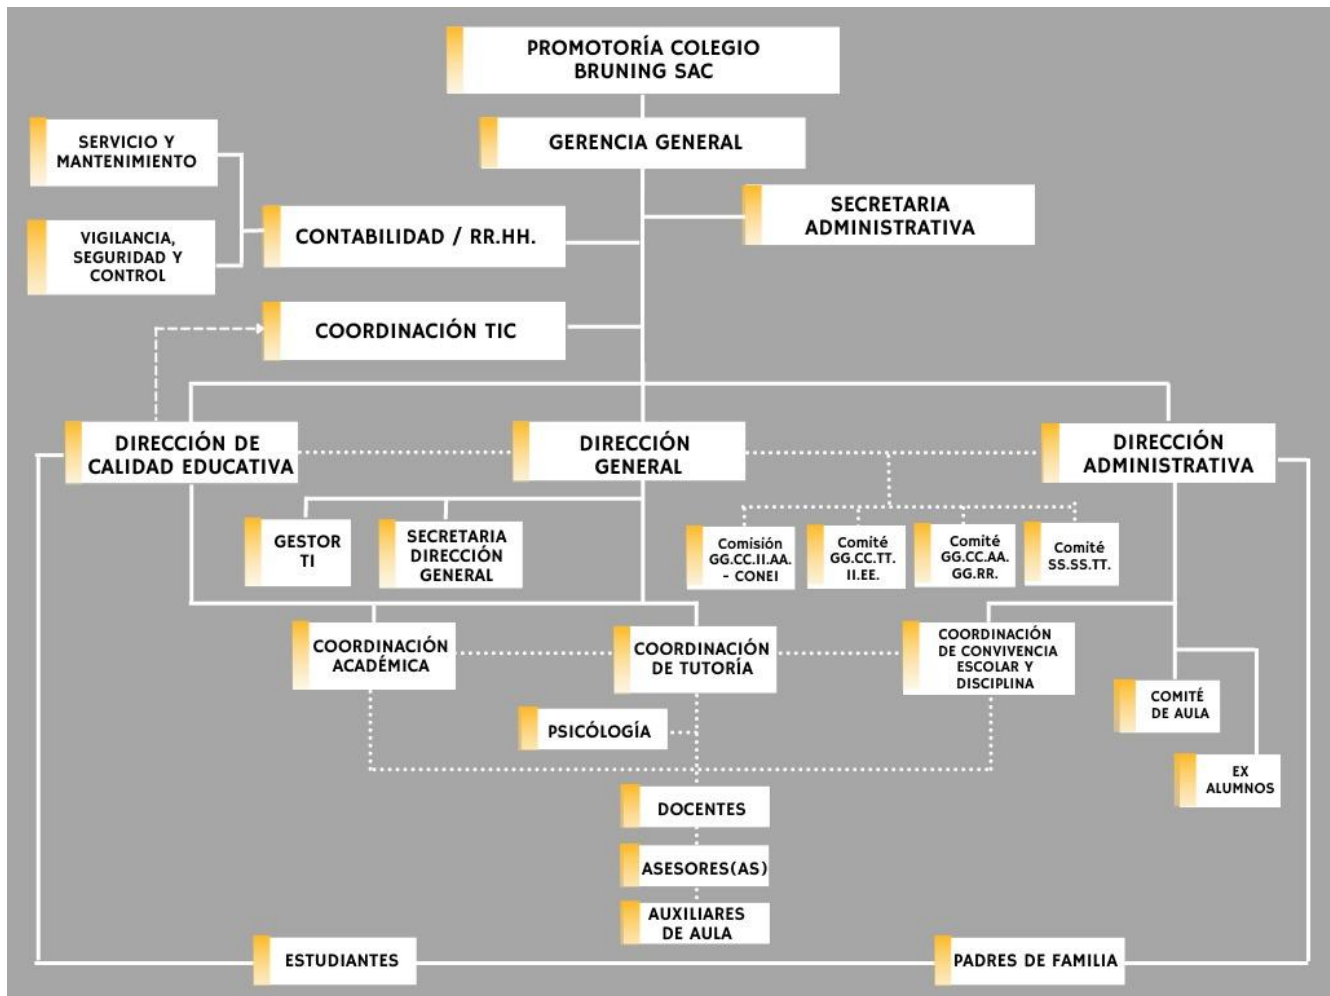 PROMOTORÍA COLEGIO
BRUNING SAC
GERENCIA GENERAL
SERVICIO Y
MANTENIMIENTO
SECRETARIA
ADMINISTRATIVA
CONTABILIDAD / RR.HH.
VIGILANCIA,
SEGURIDAD Y
CONTROL
COORDINACIÓN TIC
DIRECCIÓN DE
CALIDAD EDUCATIVA
DIRECCIÓN
GENERAL
DIRECCIÓN
ADMINISTRATIVA
GESTOR
TI
SECRETARIA
DIRECCIÓN
GENERAL
Comisión
GG.CC.II.AA.
- CONEI
Comité
GG.CC.TT.
II.EE.
Comité
GG.CC.AA.
GG.RR.
Comité
SS.SS.TT.
COORDINACIÓN
ACADÉMICA
COORDINACIÓN
DE TUTORÍA
COORDINACIÓN
DE CONVIVENCIA
ESCOLAR Y
DISCIPLINA
COMITÉ
DE AULA
PSICÓLOGÍA
EX
ALUMNOS
DOCENTES
ASESORES(AS)
AUXILIARES
DE AULA
ESTUDIANTES
PADRES DE FAMILIA